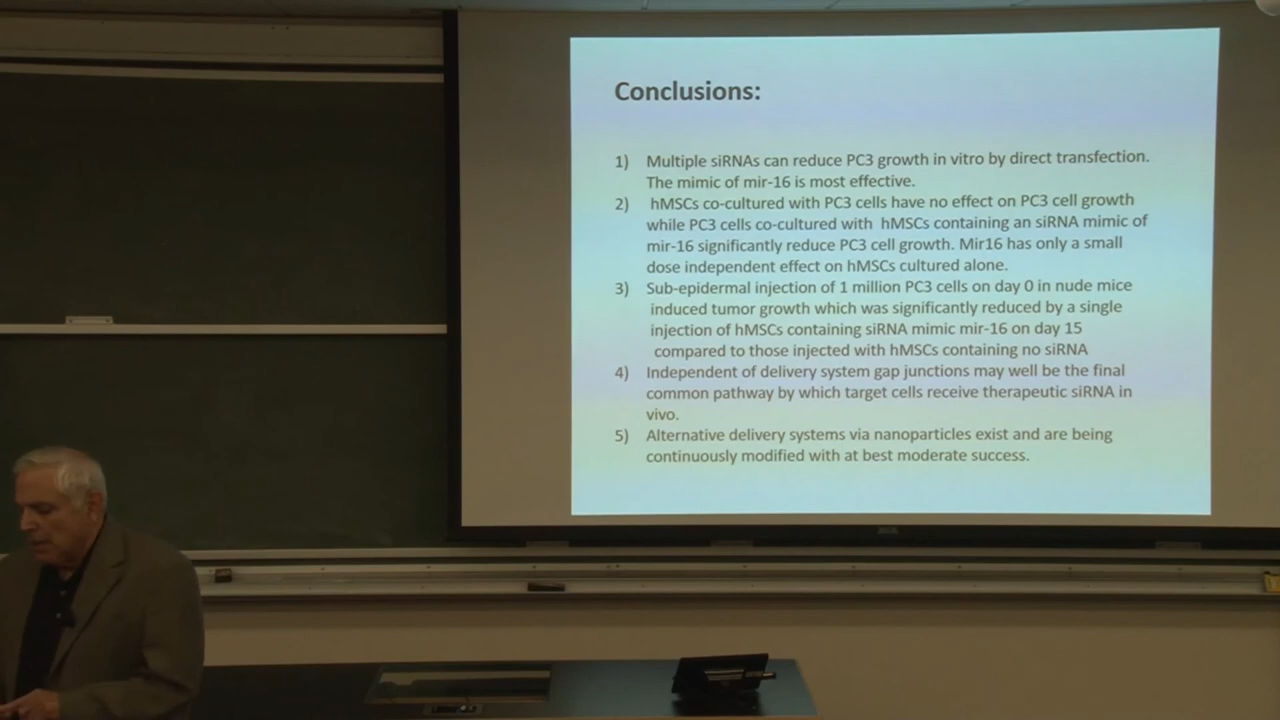 Conclusions:
1) Multiple siRNAs can reduce PC3 growth in vitro by direct transfection.
The mimic of mir-16 is most effective.
2) hMSCs co-cultured with PC3 cells have no effect on PC3 cell growth
while PC3 cells co-cultured with hMSCs containing an siRNA mimic of
mir-16 significantly reduce PC3 cell growth. Mir16 has only a small
dose independent effect on hMSCs cultured alone.
3) Sub-epidermal injection of 1 million PC3 cells on day 0 in nude mice
induced tumor growth which was significantly reduced by a single
injection of hMSCs containing siRNA mimic mir-16 on day 15
compared to those injected with hMSCs containing no siRNA
4) Independent of delivery system gap junctions may well be the final
common pathway by which target cells receive therapeutic siRNA in
vivo.
5) Alternative delivery systems via nanoparticles exist and are being
continuously modified with at best moderate success.